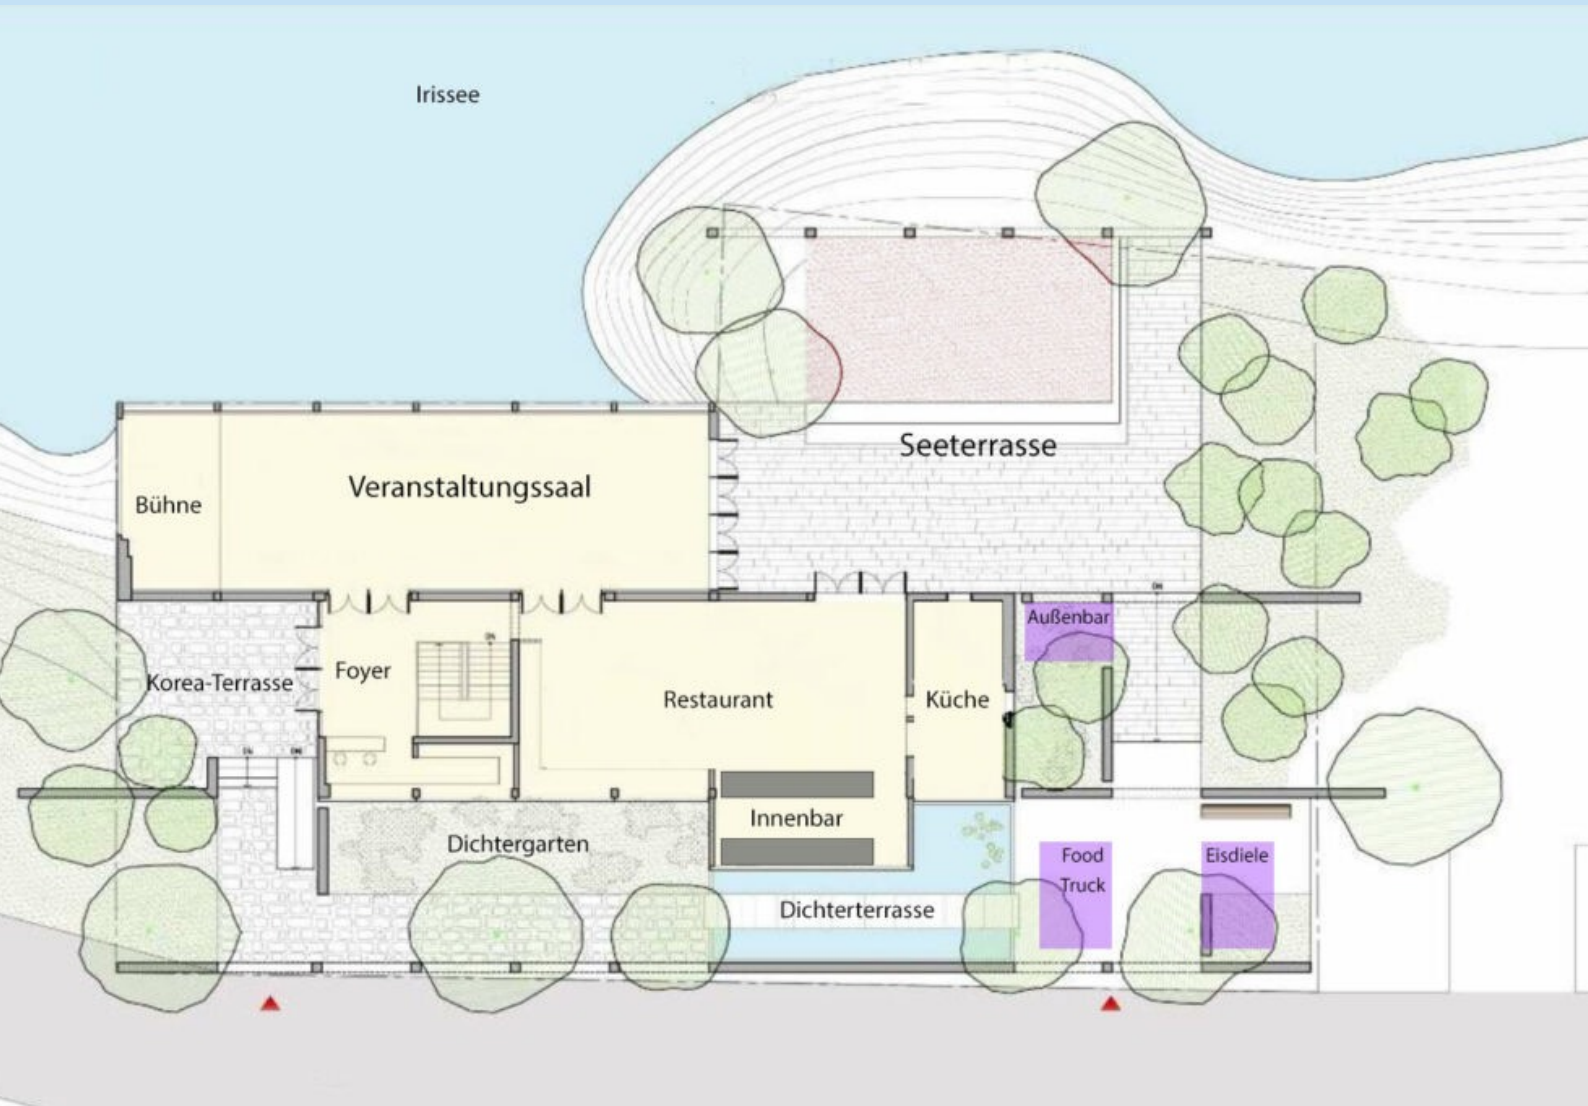 Irissee
Seeterrasse
Veranstaltungssaal
Bühne
Außenbar
Foyer
Korea-Terrasse
Restaurant
Küche
Innenbar
Dichtergarten
Food
Truck
Eisdiele
Dichterterrasse